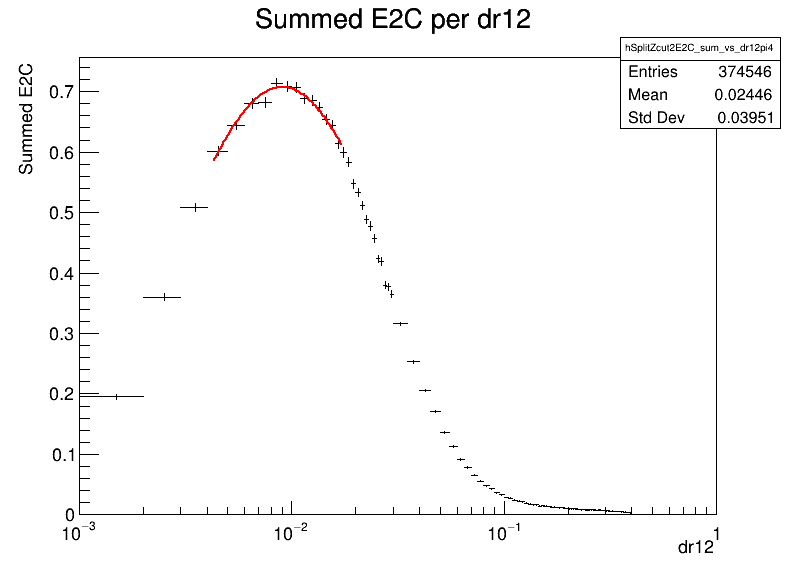 Summed E2C per dr12
hSplitZcut2E2C_sum_vs_dr12pi4
Entries 374546
Mean 0.02446
Std Dev 0.03951
Summed E2C
0.7
0.6
0.5
0.4
0.3
0.2
0.1
0
10⁻³ 10⁻² 10⁻¹ 1
dr12